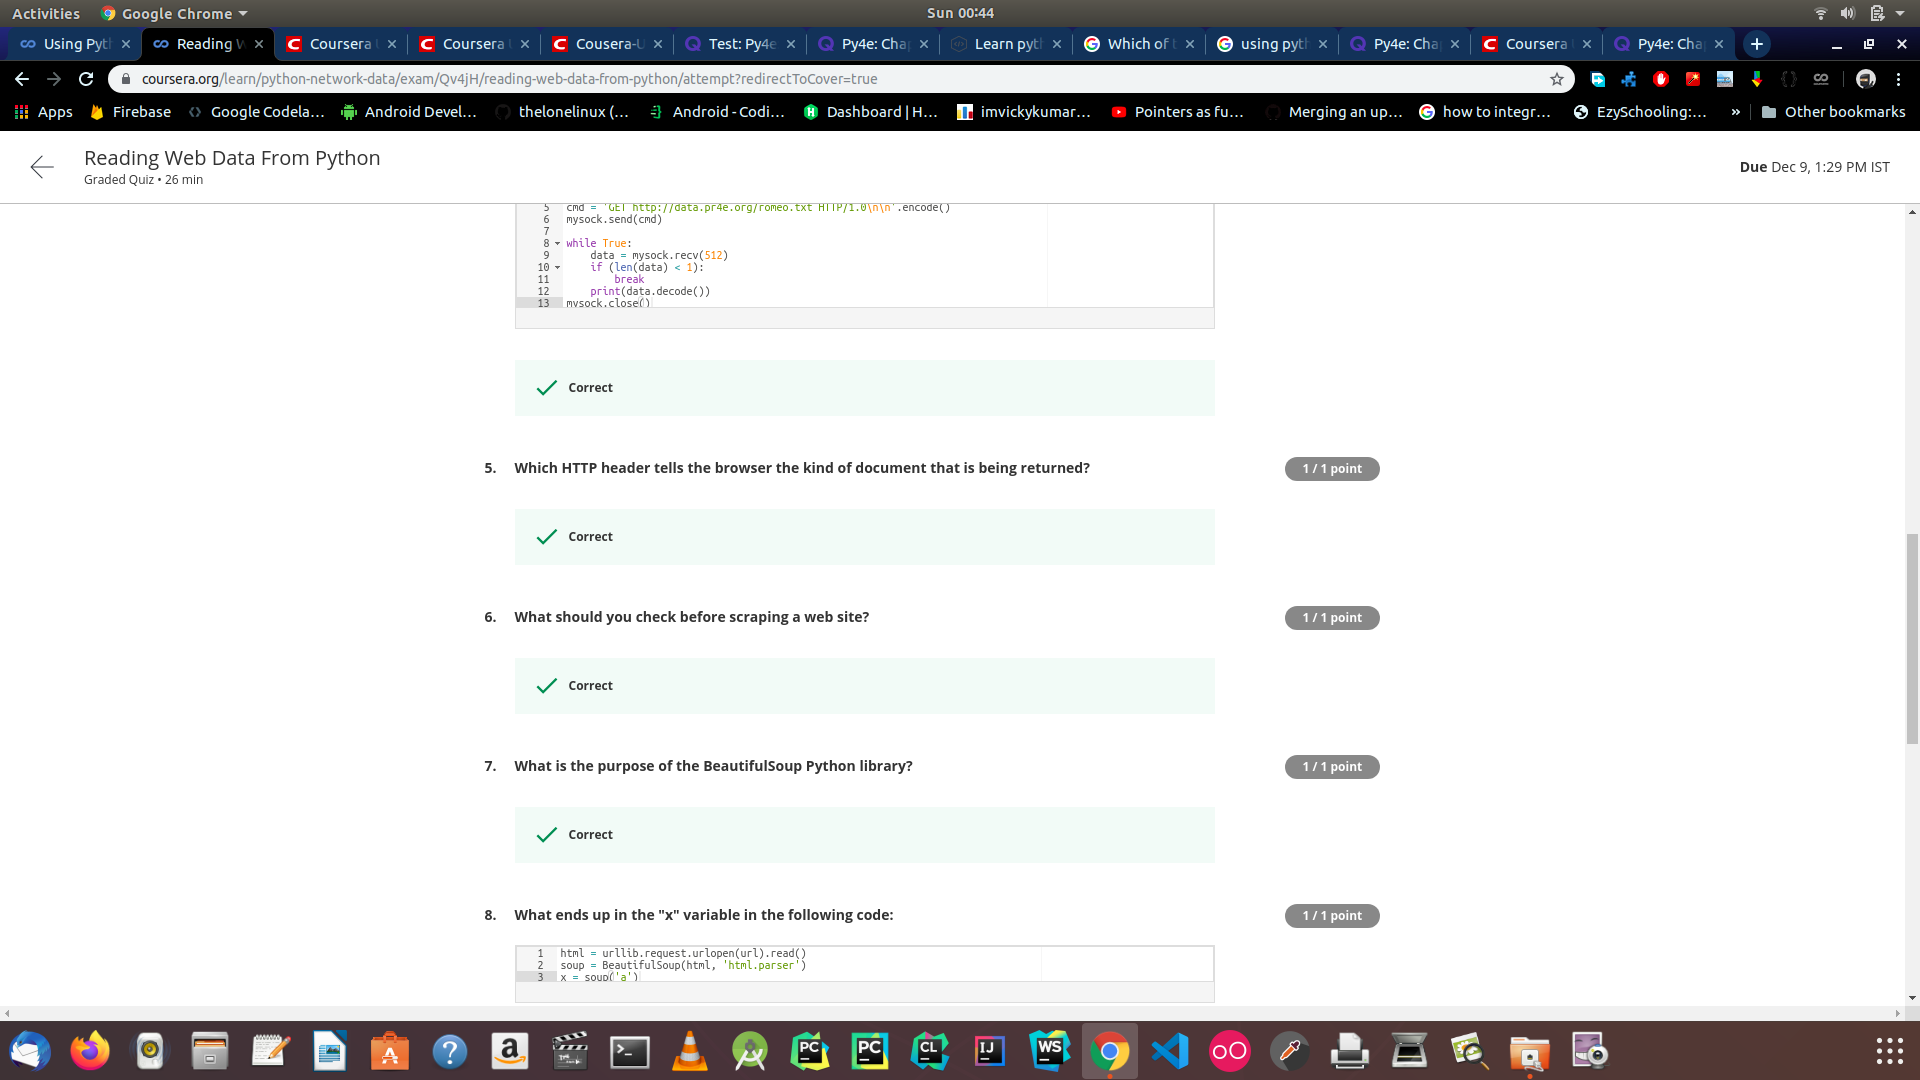 Activities Google Chrome Sun 00:44
Using Pyt Reading W Coursera Coursera Cousera-U Test: Py4e Py4e: Cha Learn pyt Which of using pyt Py4e: Cha Coursera Py4e: Cha
coursera.org/learn/python-network-data/exam/Qv4jH/reading-web-data-from-python/attempt?redirectToCover=true
Apps Firebase Google Codela... Android Devel... thelonelinux (... Android - Codi... Dashboard | H... imvickykumar... Pointers as fu... Merging an up... how to integr... EzySchooling:... » Other bookmarks
Reading Web Data From Python
Graded Quiz • 26 min
Due Dec 9, 1:29 PM IST
5 cmd = 'GET http://data.pr4e.org/romeo.txt HTTP/1.0\n\n'.encode()
6 mysock.send(cmd)
7
8 while True:
9 data = mysock.recv(512)
10 if (len(data) < 1):
11 break
12 print(data.decode())
13 mysock.close()
Correct
5. Which HTTP header tells the browser the kind of document that is being returned? 1 / 1 point
Correct
6. What should you check before scraping a web site? 1 / 1 point
Correct
7. What is the purpose of the BeautifulSoup Python library? 1 / 1 point
Correct
8. What ends up in the "x" variable in the following code: 1 / 1 point
1 html = urllib.request.urlopen(url).read()
2 soup = BeautifulSoup(html, 'html.parser')
3 x = soup('a')